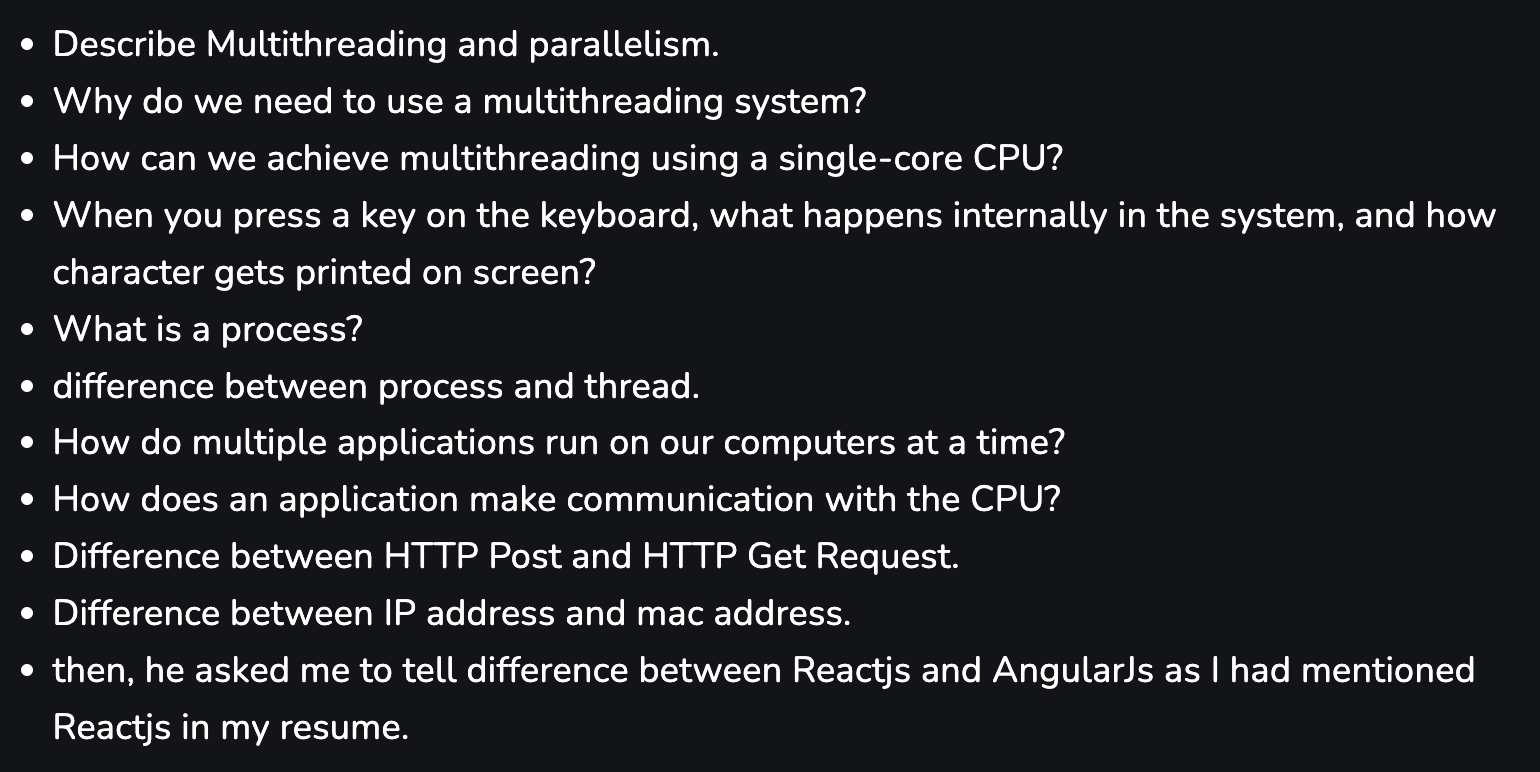 • Describe Multithreading and parallelism.
• Why do we need to use a multithreading system?
• How can we achieve multithreading using a single-core CPU?
• When you press a key on the keyboard, what happens internally in the system, and how
character gets printed on screen?
• What is a process?
• difference between process and thread.
• How do multiple applications run on our computers at a time?
• How does an application make communication with the CPU?
• Difference between HTTP Post and HTTP Get Request.
• Difference between IP address and mac address.
• then, he asked me to tell difference between Reactjs and AngularJs as I had mentioned
Reactjs in my resume.